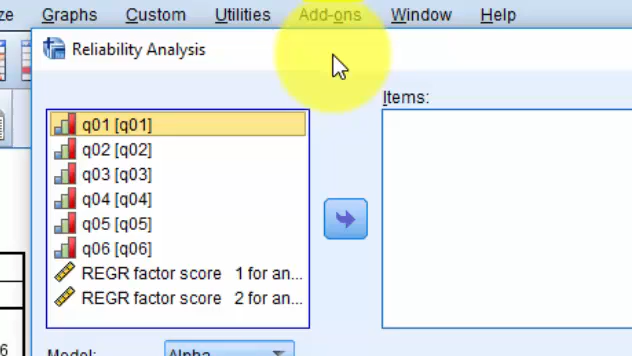 ze Graphs Custom Utilities Add-ons Window Help
Reliability Analysis
Items:
q01 [q01]
q02 [q02]
q03 [q03]
q04 [q04]
q05 [q05]
q06 [q06]
REGR factor score 1 for an...
REGR factor score 2 for an...
6
Model: Alpha